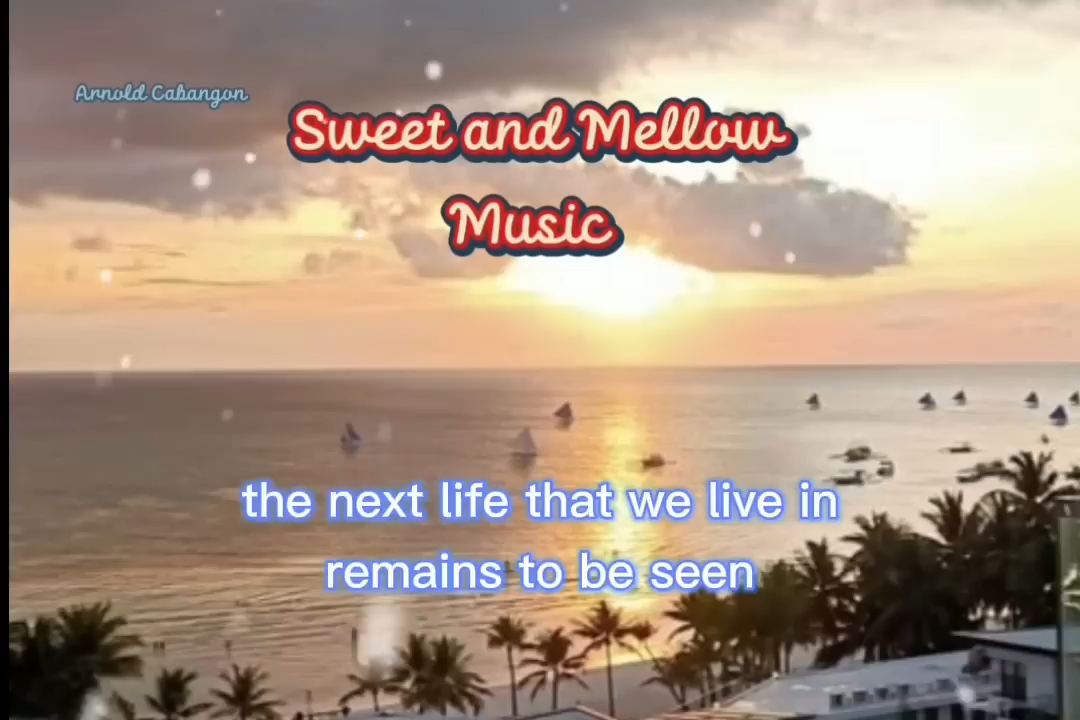 Arnold Cabangon
Sweet and Mellow
Music
the next life that we live in
remains to be seen